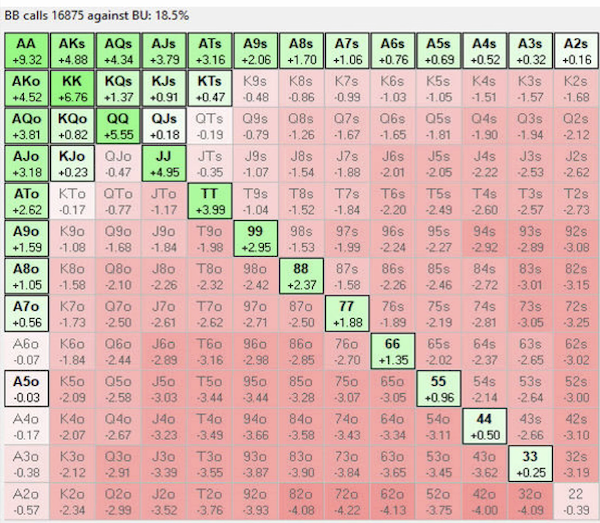 BB calls 16875 against BU: 18.5%
AA AKs AQs AJs ATs A9s A8s A7s A6s A5s A4s A3s A2s
+9.32 +4.88 +4.34 +3.79 +3.16 +2.06 +1.70 +1.06 +0.76 +0.69 +0.52 +0.32 +0.16
AKo KK KQs KJs KTs K9s K8s K7s K6s K5s K4s K3s K2s
+4.52 +6.76 +1.37 +0.91 +0.47 -0.48 -0.86 -0.99 -1.03 -1.05 -1.51 -1.57 -1.68
AQo KQo QQ QJs QTs Q9s Q8s Q7s Q6s Q5s Q4s Q3s Q2s
+3.81 +0.82 +5.55 +0.18 -0.19 -0.79 -1.26 -1.67 -1.65 -1.81 -1.90 -1.94 -2.12
AJo KJo QJo JJ JTs J9s J8s J7s J6s J5s J4s J3s J2s
+3.18 +0.23 -0.47 +4.95 -0.35 -1.07 -1.54 -1.88 -2.01 -2.05 -2.22 -2.53 -2.62
ATo KTo QTo JTo TT T9s T8s T7s T6s T5s T4s T3s T2s
+2.62 -0.17 -0.77 -1.17 +3.99 -1.04 -1.52 -1.84 -2.20 -2.49 -2.60 -2.57 -2.73
A9o K9o Q9o J9o T9o 99 98s 97s 96s 95s 94s 93s 92s
+1.59 -1.08 -1.68 -1.84 -1.98 +2.95 -1.53 -1.99 -2.24 -2.27 -2.92 -2.89 -3.08
A8o K8o Q8o J8o T8o 98o 88 87s 86s 85s 84s 83s 82s
+1.05 -1.58 -2.10 -2.26 -2.32 -2.42 +2.37 -1.58 -2.26 -2.46 -2.72 -3.01 -3.15
A7o K7o Q7o J7o T7o 97o 87o 77 76s 75s 74s 73s 72s
+0.56 -1.73 -2.50 -2.61 -2.62 -2.71 -2.50 +1.88 -1.89 -2.19 -2.81 -3.05 -3.25
A6o K6o Q6o J6o T6o 96o 86o 76o 66 65s 64s 63s 62s
-0.07 -1.84 -2.44 -2.89 -3.16 -2.98 -2.85 -2.70 +1.35 -2.02 -2.37 -2.65 -3.02
A5o K5o Q5o J5o T5o 95o 85o 75o 65o 55 54s 53s 52s
-0.03 -2.09 -2.58 -3.03 -3.44 -3.44 -3.28 -3.07 -3.05 +0.96 -2.14 -2.64 -3.00
A4o K4o Q4o J4o T4o 94o 84o 74o 64o 54o 44 43s 42s
-0.17 -2.07 -2.67 -3.23 -3.49 -3.66 -3.58 -3.43 -3.34 -3.11 +0.50 -2.66 -3.10
A3o K3o Q3o J3o T3o 93o 83o 73o 63o 53o 43o 33 32s
-0.38 -2.12 -2.91 -3.39 -3.55 -3.87 -3.90 -3.84 -3.65 -3.45 -3.62 +0.25 -3.19
A2o K2o Q2o J2o T2o 92o 82o 72o 62o 52o 42o 32o 22
-0.57 -2.34 -2.99 -3.52 -3.76 -3.93 -4.08 -4.22 -4.13 -3.75 -4.00 -4.09 -0.39